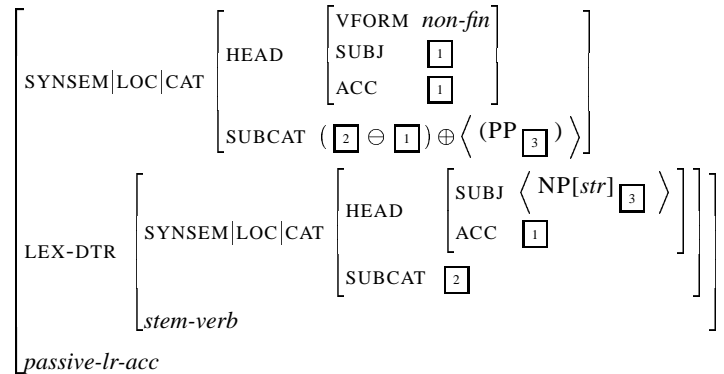 VFORM non-fin
HEAD SUBJ 1
SYNSEM|LOC|CAT ACC 1
SUBCAT ( 2 ⊖ 1 ) ⊕ ⟨ (PP 3 ) ⟩
SUBJ ⟨ NP[str] 3 ⟩
HEAD
SYNSEM|LOC|CAT ACC 1
LEX-DTR SUBCAT 2
stem-verb
passive-lr-acc